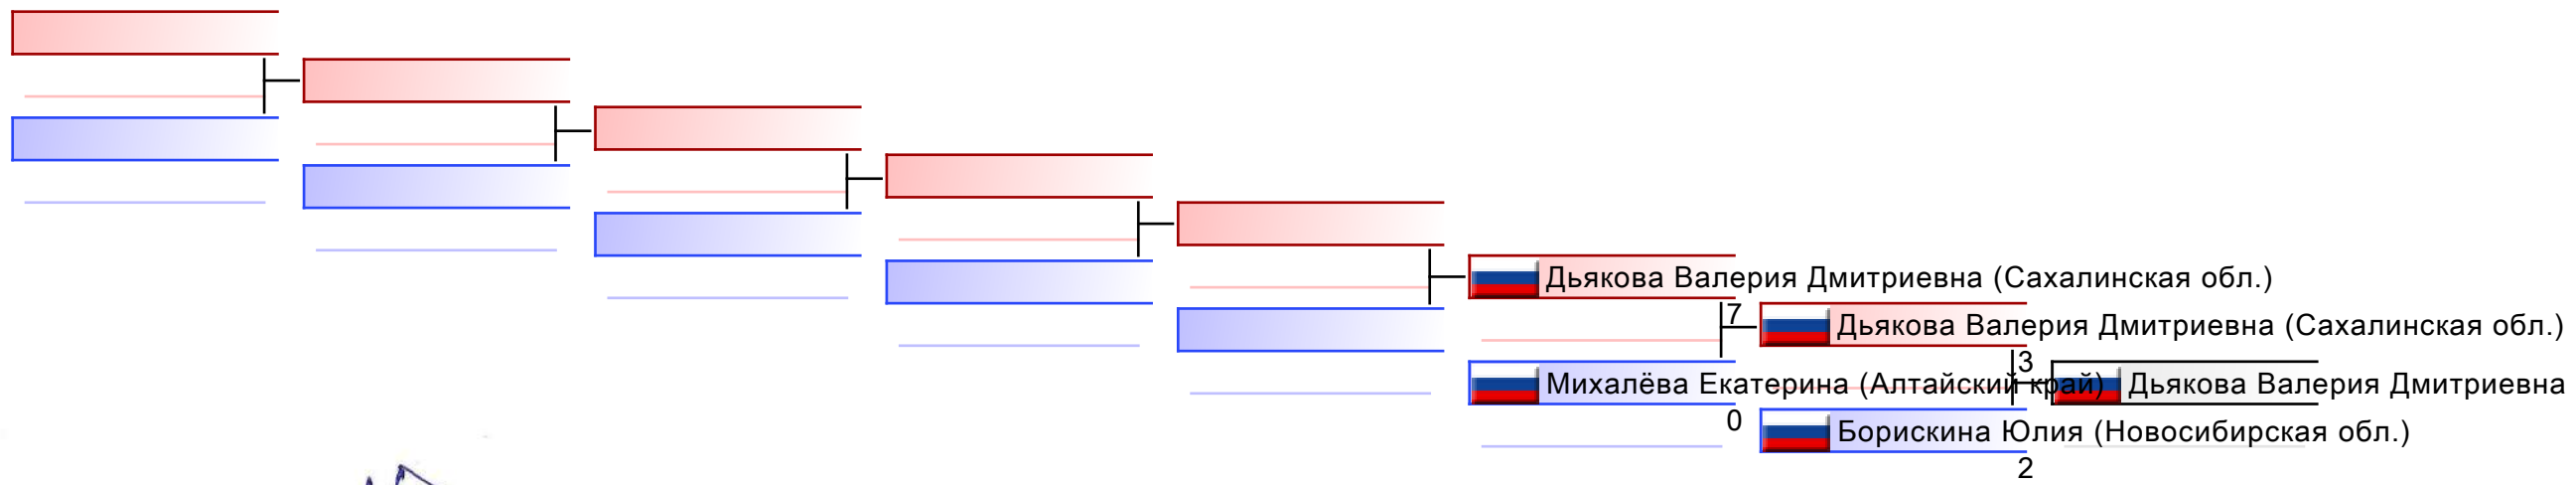 Дьякова Валерия Дмитриевна (Сахалинская обл.)
7
Дьякова Валерия Дмитриевна (Сахалинская обл.)
3
Михалёва Екатерина (Алтайский край)
Дьякова Валерия Дмитриевна
0
Борискина Юлия (Новосибирская обл.)
2